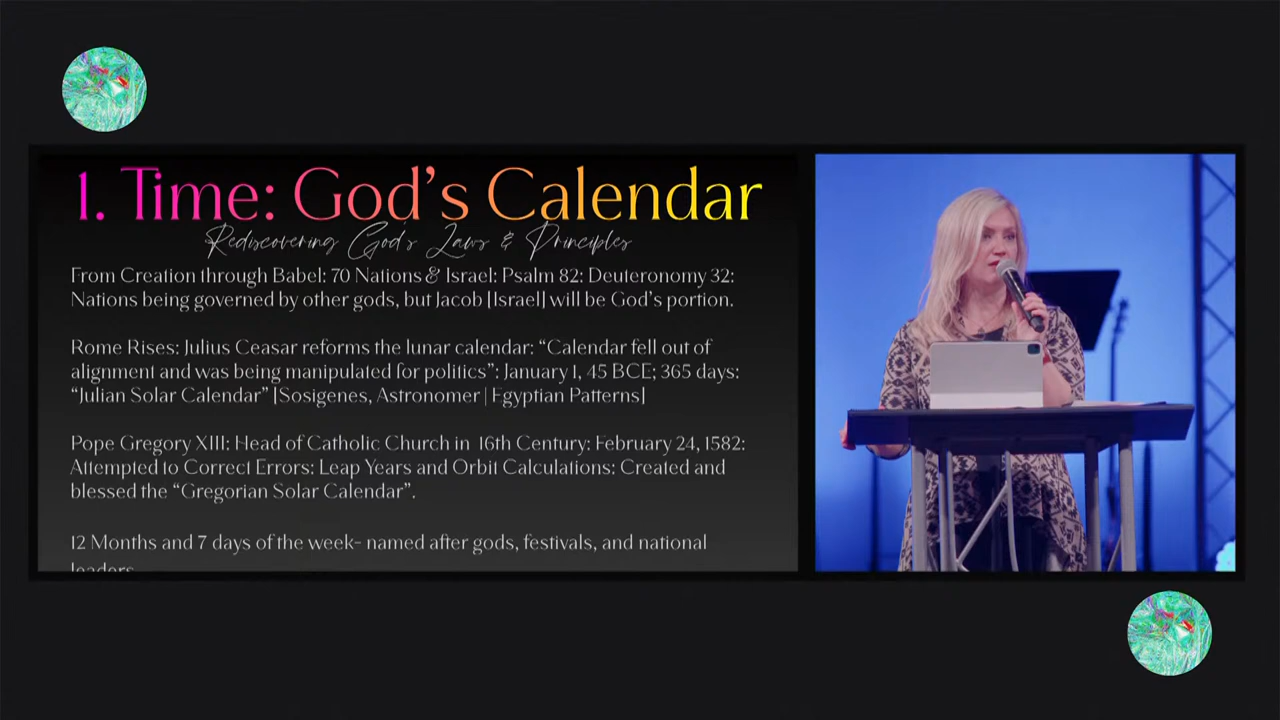 1. Time: God's Calendar
Rediscovering God's Laws & Principles
From Creation through Babel: 70 Nations & Israel: Psalm 82: Deuteronomy 32:
Nations being governed by other gods, but Jacob [Israel] will be God's portion.
Rome Rises: Julius Ceasar reforms the lunar calendar: “Calendar fell out of
alignment and was being manipulated for politics”: January 1, 45 BCE; 365 days:
“Julian Solar Calendar” [Sosigenes, Astronomer | Egyptian Patterns]
Pope Gregory XIII: Head of Catholic Church in 16th Century: February 24, 1582:
Attempted to Correct Errors: Leap Years and Orbit Calculations: Created and
blessed the “Gregorian Solar Calendar”.
12 Months and 7 days of the week- named after gods, festivals, and national
leaders